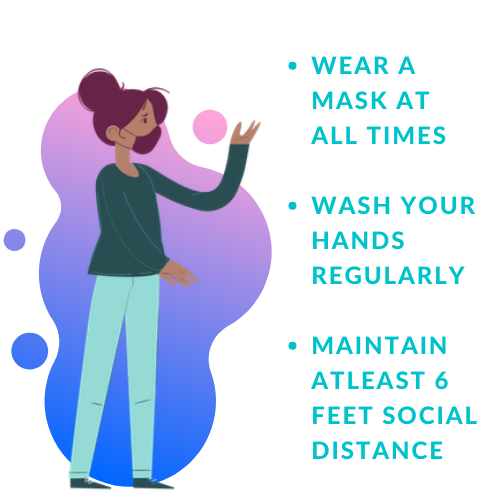 • WEAR A
MASK AT
ALL TIMES
• WASH YOUR
HANDS
REGULARLY
• MAINTAIN
ATLEAST 6
FEET SOCIAL
DISTANCE